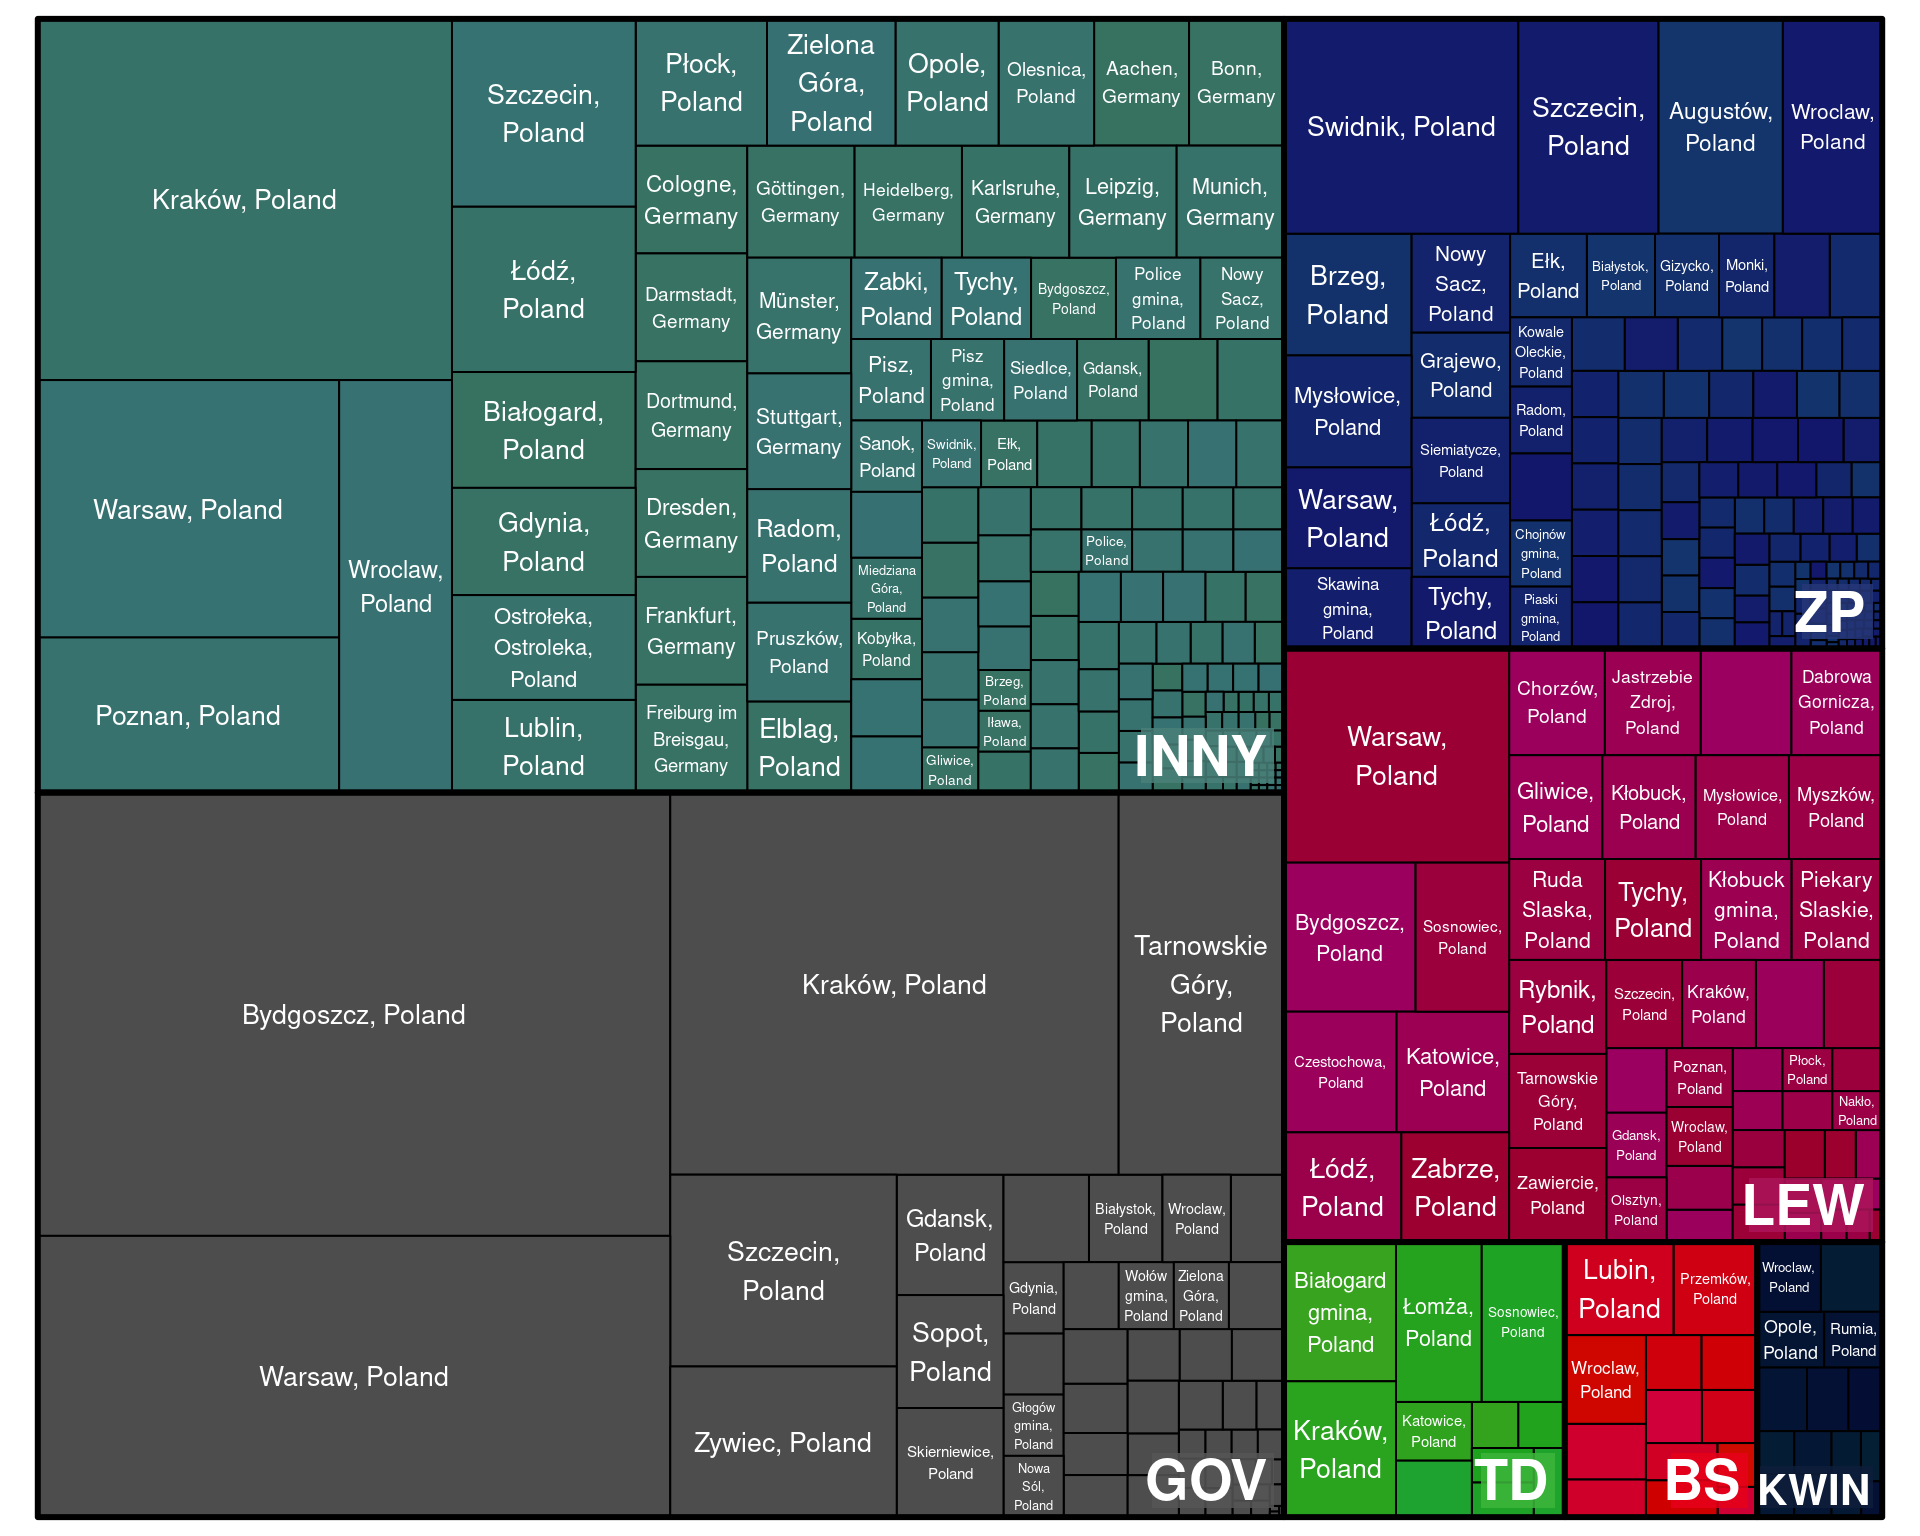 Kraków, Poland
Warsaw, Poland
Poznan, Poland
Wroclaw,
Poland
Szczecin,
Poland
Łódź,
Poland
Białogard,
Poland
Gdynia,
Poland
Ostrołeka,
Ostroleka,
Poland
Lublin,
Poland
Płock,
Poland
Zielona
Góra,
Poland
Opole,
Poland
Olesnica,
Poland
Aachen,
Germany
Bonn,
Germany
Cologne,
Germany
Göttingen,
Germany
Heidelberg,
Germany
Karlsruhe,
Germany
Leipzig,
Germany
Munich,
Germany
Darmstadt,
Germany
Dortmund,
Germany
Dresden,
Germany
Frankfurt,
Germany
Freiburg im
Breisgau,
Germany
Münster,
Germany
Stuttgart,
Germany
Radom,
Poland
Pruszków,
Poland
Elblag,
Poland
Zabki,
Poland
Tychy,
Poland
Bydgoszcz,
Poland
Police
gmina,
Poland
Nowy
Sacz,
Poland
Pisz,
Poland
Pisz
gmina,
Poland
Siedlce,
Poland
Gdansk,
Poland
Sanok,
Poland
Swidnik,
Poland
Ełk,
Poland
Miedziana
Góra,
Poland
Kobyłka,
Poland
Police,
Poland
Brzeg,
Poland
Iława,
Poland
Gliwice,
Poland
INNY
Swidnik, Poland
Szczecin,
Poland
Augustów,
Poland
Wroclaw,
Poland
Brzeg,
Poland
Mysłowice,
Poland
Warsaw,
Poland
Skawina
gmina,
Poland
Nowy
Sacz,
Poland
Grajewo,
Poland
Siemiatycze,
Poland
Łódź,
Poland
Tychy,
Poland
Ełk,
Poland
Białystok,
Poland
Gizycko,
Poland
Monki,
Poland
Kowale
Oleckie,
Poland
Radom,
Poland
Chojnów
gmina,
Poland
Piaski
gmina,
Poland
ZP
Bydgoszcz, Poland
Warsaw, Poland
Kraków, Poland
Tarnowskie
Góry,
Poland
Szczecin,
Poland
Zywiec, Poland
Gdansk,
Poland
Sopot,
Poland
Skierniewice,
Poland
Białystok,
Poland
Wroclaw,
Poland
Gdynia,
Poland
Wołów
gmina,
Poland
Zielona
Góra,
Poland
Głogów
gmina,
Poland
Nowa
Sól,
Poland
GOV
Warsaw,
Poland
Bydgoszcz,
Poland
Sosnowiec,
Poland
Czestochowa,
Poland
Katowice,
Poland
Łódź,
Poland
Zabrze,
Poland
Chorzów,
Poland
Jastrzebie
Zdroj,
Poland
Dabrowa
Gornicza,
Poland
Gliwice,
Poland
Kłobuck,
Poland
Mysłowice,
Poland
Myszków,
Poland
Ruda
Slaska,
Poland
Tychy,
Poland
Kłobuck
gmina,
Poland
Piekary
Slaskie,
Poland
Rybnik,
Poland
Szczecin,
Poland
Kraków,
Poland
Tarnowskie
Góry,
Poland
Zawiercie,
Poland
Poznan,
Poland
Płock,
Poland
Nakło,
Poland
Gdansk,
Poland
Wroclaw,
Poland
Olsztyn,
Poland
LEW
Białogard
gmina,
Poland
Kraków,
Poland
Łomża,
Poland
Sosnowiec,
Poland
Katowice,
Poland
TD
Lubin,
Poland
Przemków,
Poland
Wroclaw,
Poland
BS
Wroclaw,
Poland
Opole,
Poland
Rumia,
Poland
KWIN